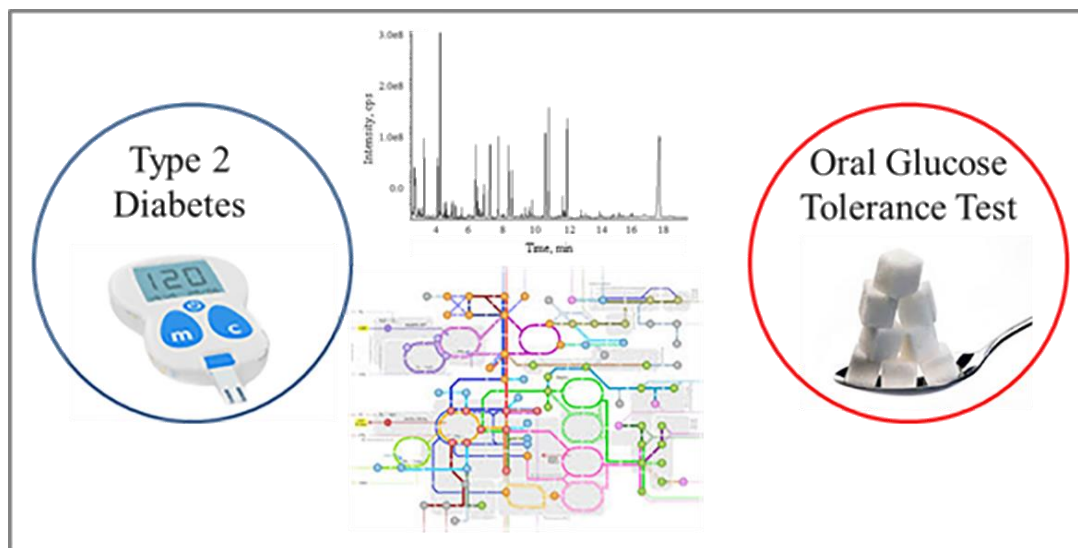 Type 2
Diabetes
120
m
c
3.0e8
2.0e8
1.0e8
0.0
Intensity, cps
4 6 8 10 12 14 16 18
Time, min
Oral Glucose
Tolerance Test